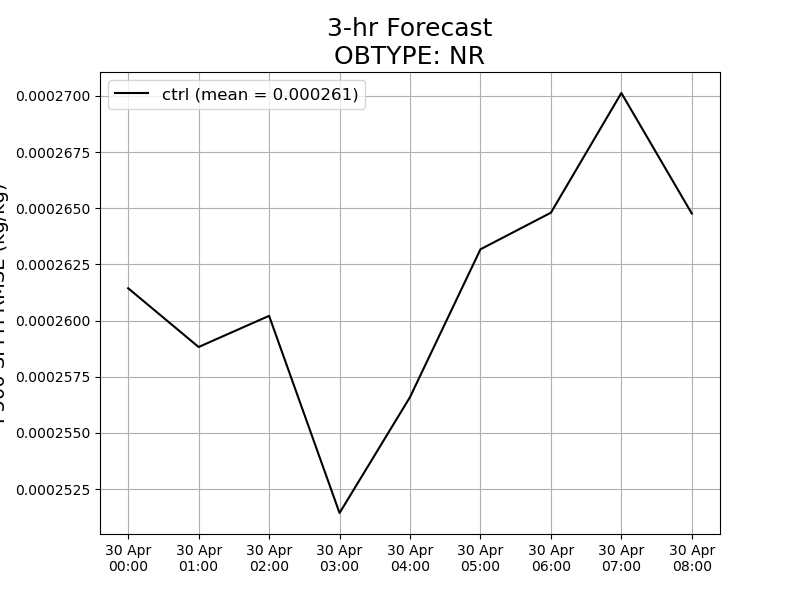 3-hr Forecast
OBTYPE: NR
ctrl (mean = 0.000261)
0.0002700
0.0002675
0.0002650
0.0002625
0.0002600
0.0002575
0.0002550
0.0002525
30 Apr 30 Apr 30 Apr 30 Apr 30 Apr 30 Apr 30 Apr 30 Apr 30 Apr
00:00 01:00 02:00 03:00 04:00 05:00 06:00 07:00 08:00